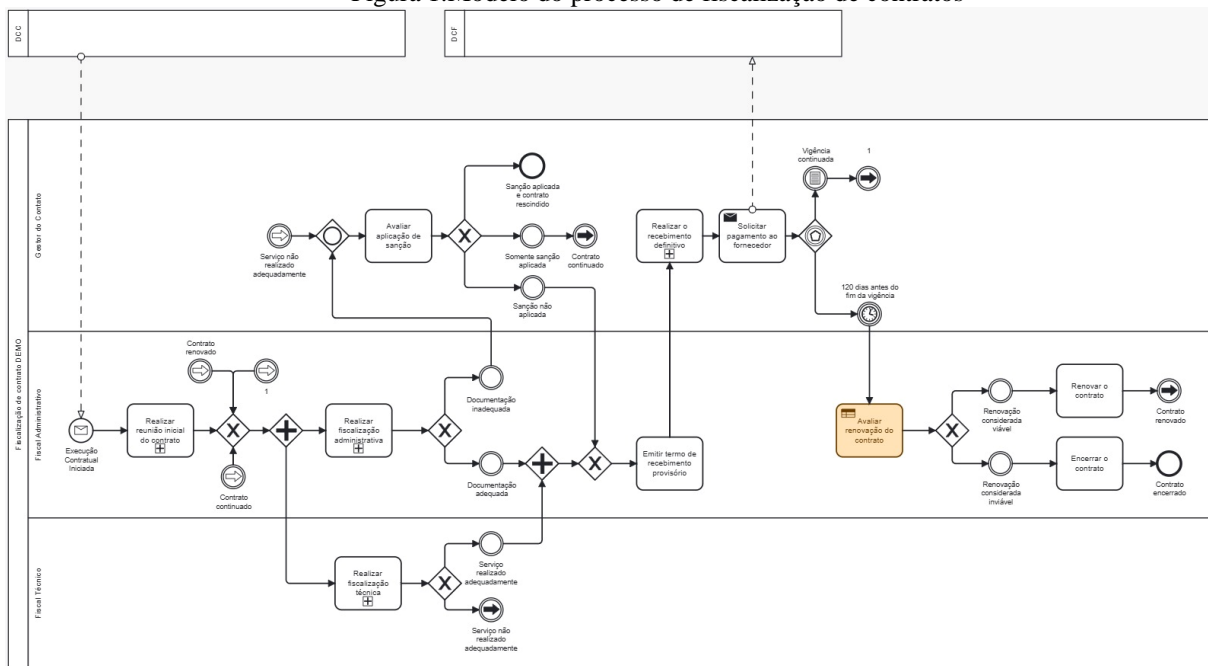 Figura 1.Modelo do processo de fiscalização de contratos
DCC
DCF
Fiscalização de contrato DEMO
Gestor do Contato
Serviço não
realizado
adequadamente
Avaliar
aplicação de
sanção
Sanção aplicada
e contrato
rescindido
Somente sanção
aplicada
Contrato
continuado
Sanção não
aplicada
Realizar o
recebimento
definitivo
Solicitar
pagamento ao
fornecedor
Vigência
continuada
1
120 dias antes do
fim da vigência
Fiscal Administrativo
Execução
Contratual
Iniciada
Realizar
reunião inicial
do contrato
Contrato
renovado
1
Contrato
continuado
Realizar
fiscalização
administrativa
Documentação
inadequada
Documentação
adequada
Emitir termo de
recebimento
provisório
Avaliar
renovação do
contrato
Renovação
considerada
viável
Renovar o
contrato
Contrato
renovado
Renovação
considerada
inviável
Encerrar o
contrato
Contrato
encerrado
Fiscal Técnico
Realizar
fiscalização
técnica
Serviço
realizado
adequadamente
Serviço não
realizado
adequadamente